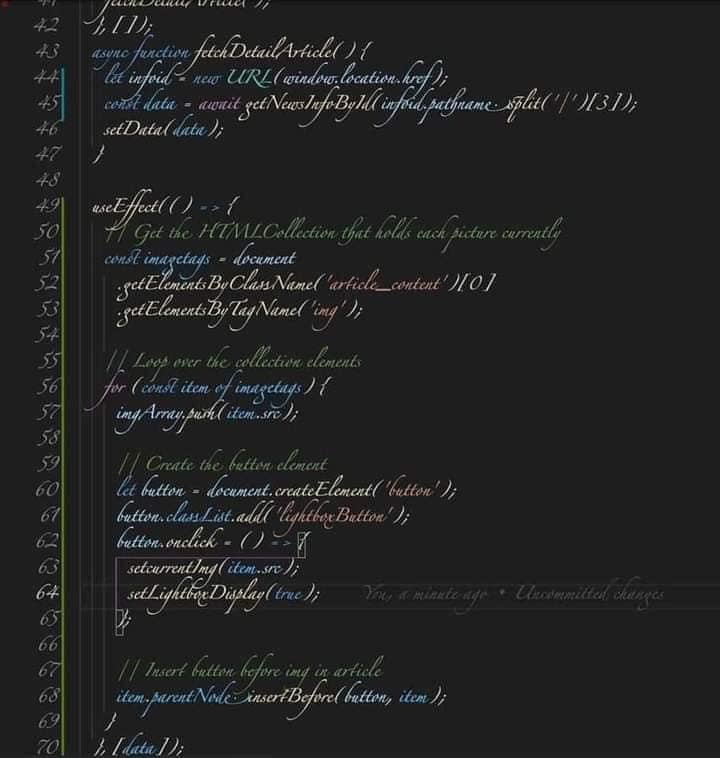 41 fetchDetailArticle();
42 }, []);
43 async function fetchDetailArticle() {
44 let infoid = new URL(window.location.href);
45 const data = await getNewsInfoById(infoid.pathname.split('/')[3]);
46 setData(data);
47 }
48
49 useEffect(() => {
50 // Get the HTMLCollection that holds each picture currently
51 const imagetags = document
52 .getElementsByClassName('article_content')[0]
53 .getElementsByTagName('img');
54
55 // Loop over the collection elements
56 for (const item of imagetags) {
57 imgArray.push(item.src);
58
59 // Create the button element
60 let button = document.createElement('button');
61 button.classList.add('lightboxButton');
62 button.onclick = () => {
63 setcurrentImg(item.src);
64 setLightboxDisplay(true); You, a minute ago • Uncommitted changes
65 };
66
67 // Insert button before img in article
68 item.parentNode.insertBefore(button, item);
69 }
70 }, [data]);